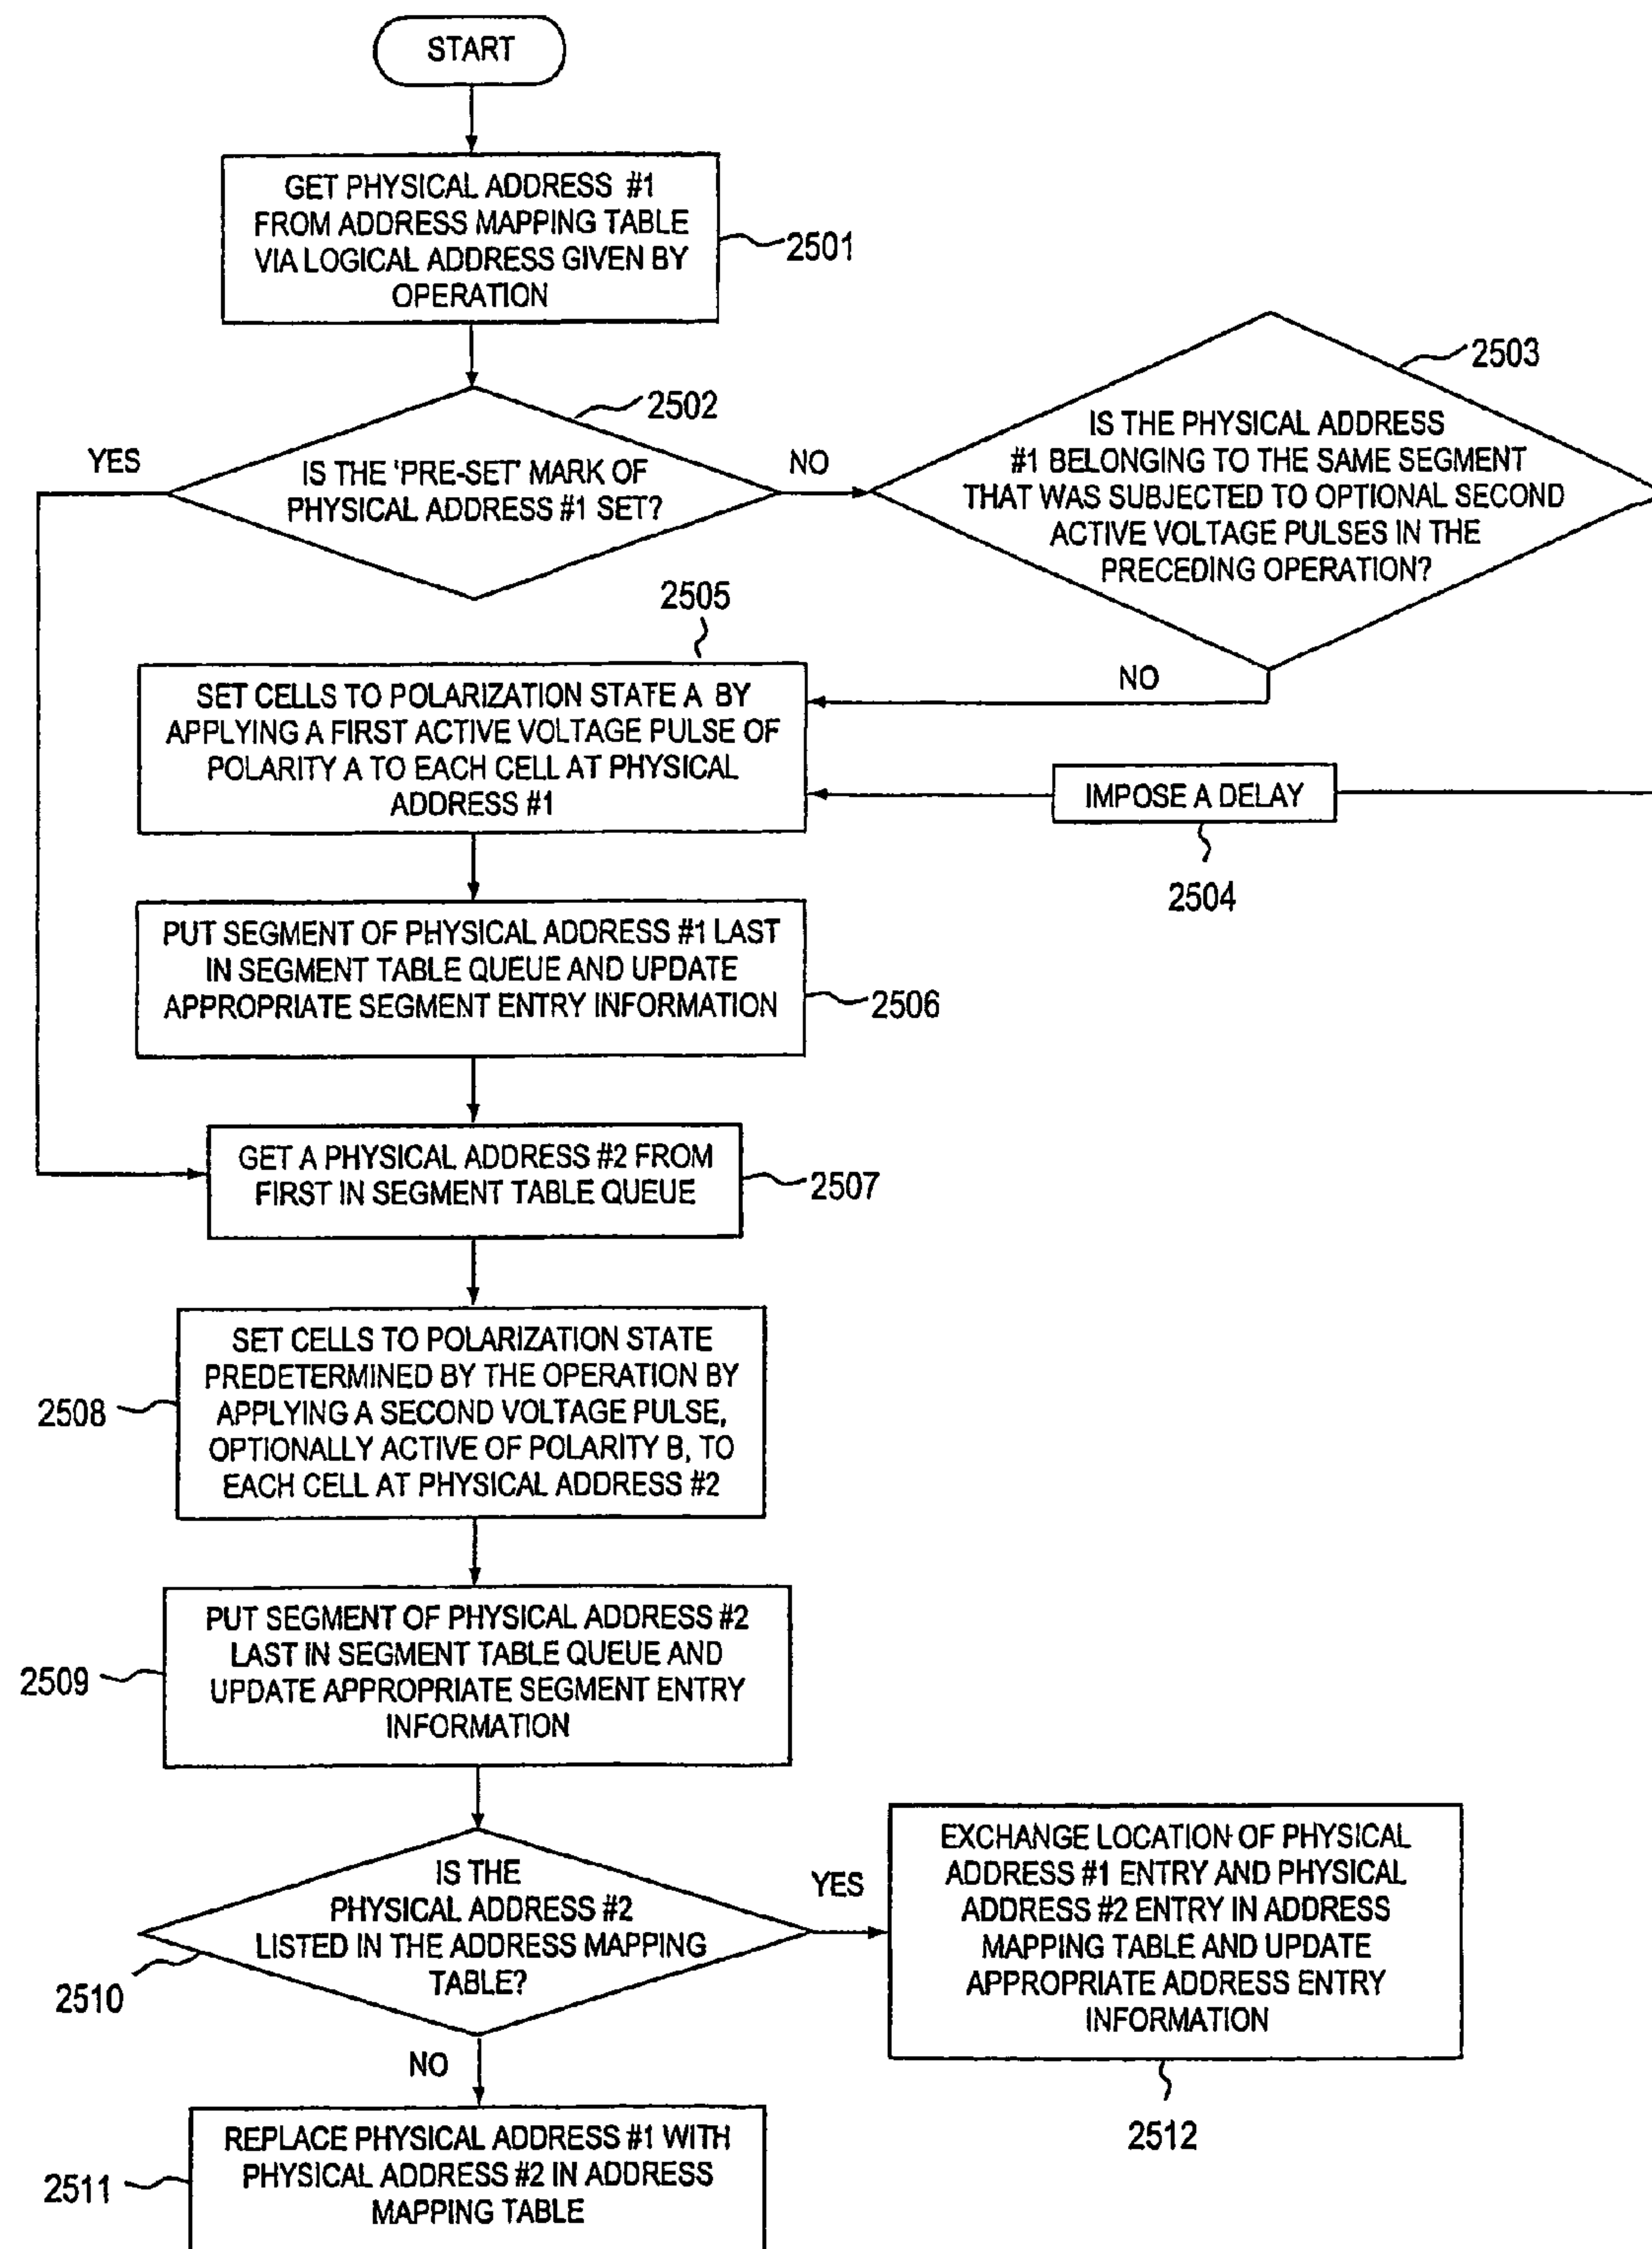 START
GET PHYSICAL ADDRESS #1
FROM ADDRESS MAPPING TABLE
VIA LOGICAL ADDRESS GIVEN BY
OPERATION
2501
2502
YES
IS THE 'PRE-SET' MARK OF
PHYSICAL ADDRESS #1 SET?
NO
2503
IS THE PHYSICAL ADDRESS
#1 BELONGING TO THE SAME SEGMENT
THAT WAS SUBJECTED TO OPTIONAL SECOND
ACTIVE VOLTAGE PULSES IN THE
PRECEDING OPERATION?
NO
2505
SET CELLS TO POLARIZATION STATE A BY
APPLYING A FIRST ACTIVE VOLTAGE PULSE OF
POLARITY A TO EACH CELL AT PHYSICAL
ADDRESS #1
IMPOSE A DELAY
2504
PUT SEGMENT OF PHYSICAL ADDRESS #1 LAST
IN SEGMENT TABLE QUEUE AND UPDATE
APPROPRIATE SEGMENT ENTRY INFORMATION
2506
GET A PHYSICAL ADDRESS #2 FROM
FIRST IN SEGMENT TABLE QUEUE
2507
SET CELLS TO POLARIZATION STATE
PREDETERMINED BY THE OPERATION BY
APPLYING A SECOND VOLTAGE PULSE,
OPTIONALLY ACTIVE OF POLARITY B, TO
EACH CELL AT PHYSICAL ADDRESS #2
2508
PUT SEGMENT OF PHYSICAL ADDRESS #2
LAST IN SEGMENT TABLE QUEUE AND
UPDATE APPROPRIATE SEGMENT ENTRY
INFORMATION
2509
IS THE
PHYSICAL ADDRESS #2
LISTED IN THE ADDRESS MAPPING
TABLE?
2510
YES
EXCHANGE LOCATION OF PHYSICAL
ADDRESS #1 ENTRY AND PHYSICAL
ADDRESS #2 ENTRY IN ADDRESS
MAPPING TABLE AND UPDATE
APPROPRIATE ADDRESS ENTRY
INFORMATION
2512
NO
REPLACE PHYSICAL ADDRESS #1 WITH
PHYSICAL ADDRESS #2 IN ADDRESS
MAPPING TABLE
2511